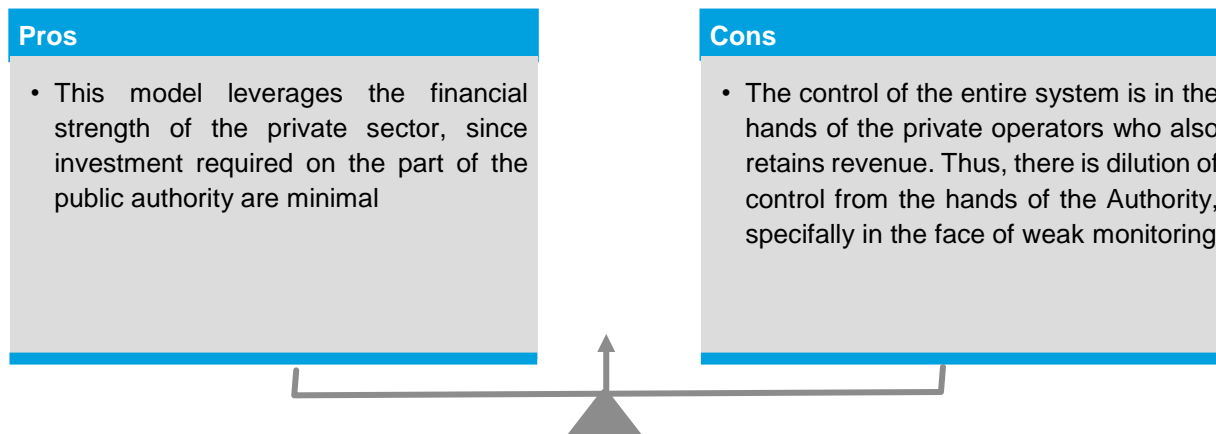 Pros
• This model leverages the financial
strength of the private sector, since
investment required on the part of the
public authority are minimal
Cons
• The control of the entire system is in the
hands of the private operators who also
retains revenue. Thus, there is dilution of
control from the hands of the Authority,
specifally in the face of weak monitoring